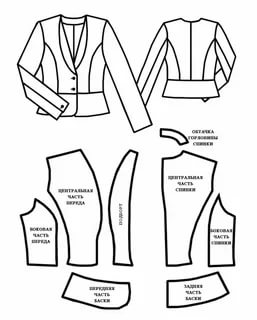 ОБТАЧКА
ГОРЛОВИНЫ
СПИНКИ
ЦЕНТРАЛЬНАЯ
ЧАСТЬ
ПЕРЕДА
ПОДБОРТ
ЦЕНТРАЛЬНАЯ
ЧАСТЬ
СПИНКИ
БОКОВАЯ
ЧАСТЬ
ПЕРЕДА
БОКОВАЯ
ЧАСТЬ
СПИНКИ
ПЕРЕДНЯЯ
ЧАСТЬ
БАСКИ
ЗАДНЯЯ
ЧАСТЬ
БАСКИ